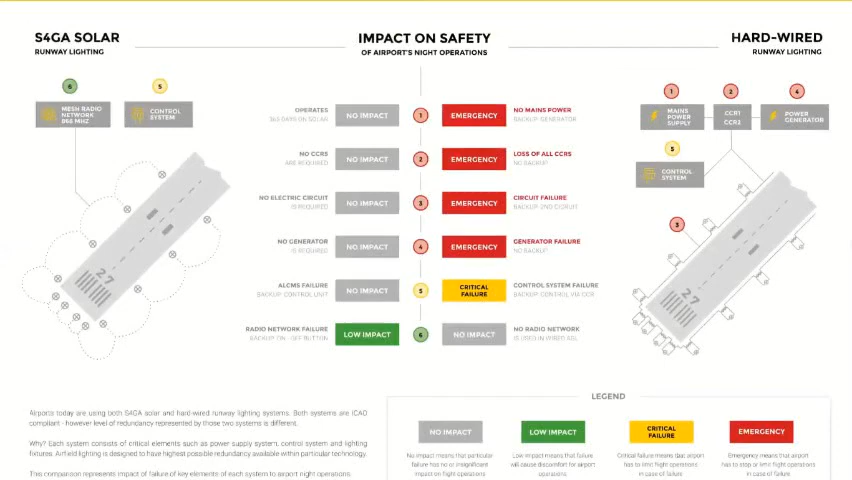 S4GA SOLAR
RUNWAY LIGHTING
IMPACT ON SAFETY
OF AIRPORT'S NIGHT OPERATIONS
HARD-WIRED
RUNWAY LIGHTING
6
MESH RADIO
NETWORK
866 MHZ
5
CONTROL
SYSTEM
OPERATES
365 DAYS ON SOLAR
NO IMPACT
1
EMERGENCY
NO MAINS POWER
BACKUP GENERATOR
NO CCRS
ARE REQUIRED
NO IMPACT
2
EMERGENCY
LOSS OF ALL CCRS
NO BACKUP
NO ELECTRIC CIRCUIT
IS REQUIRED
NO IMPACT
3
EMERGENCY
CIRCUIT FAILURE
BACKUP 2ND CIRCUIT
NO GENERATOR
IS REQUIRED
NO IMPACT
4
EMERGENCY
GENERATOR FAILURE
NO BACKUP
ALCMS FAILURE
BACKUP CONTROL UNIT
NO IMPACT
5
CRITICAL
FAILURE
CONTROL SYSTEM FAILURE
BACKUP CONTROL VIA CCR
RADIO NETWORK FAILURE
BACKUP ON -OFF BUTTON
LOW IMPACT
6
NO IMPACT
NO RADIO NETWORK
IS USED IN WIRED AGL
1
MAINS
POWER
SUPPLY
2
CCR1
CCR2
4
POWER
GENERATOR
5
CONTROL
SYSTEM
3
27
27
Airports today are using both S4GA solar and hard-wired runway lighting systems. Both systems are ICAO
compliant - however level of redundancy represented by those two systems is different.
Why? Each system consists of critical elements such as power supply system, control system and lighting
fixtures. Airfield lighting is designed to have highest possible redundancy available within particular technology.
This comparison represents impact of failure of key elements of each system to airport night operations.
LEGEND
NO IMPACT
No impact means that particular
failure has no or insignificant
impact on flight operations
LOW IMPACT
Low impact means that failure
will cause discomfort for airport
operations
CRITICAL
FAILURE
Critical failure means that airport
has to limit flight operations
in case of failure
EMERGENCY
Emergency means that airport
has to stop or limit flight
operations in case of failure